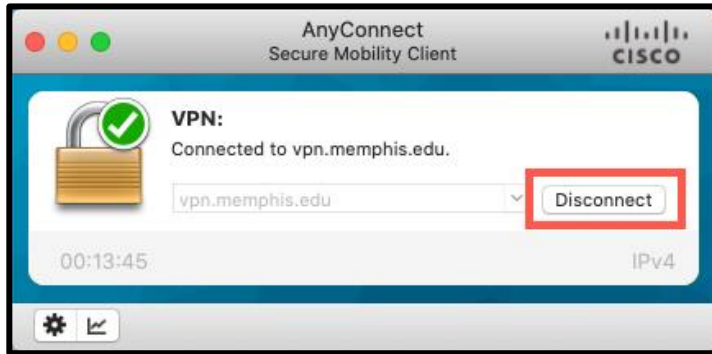 AnyConnect
Secure Mobility Client
CISCO
VPN:
Connected to vpn.memphis.edu.
vpn.memphis.edu
Disconnect
00:13:45
IPv4